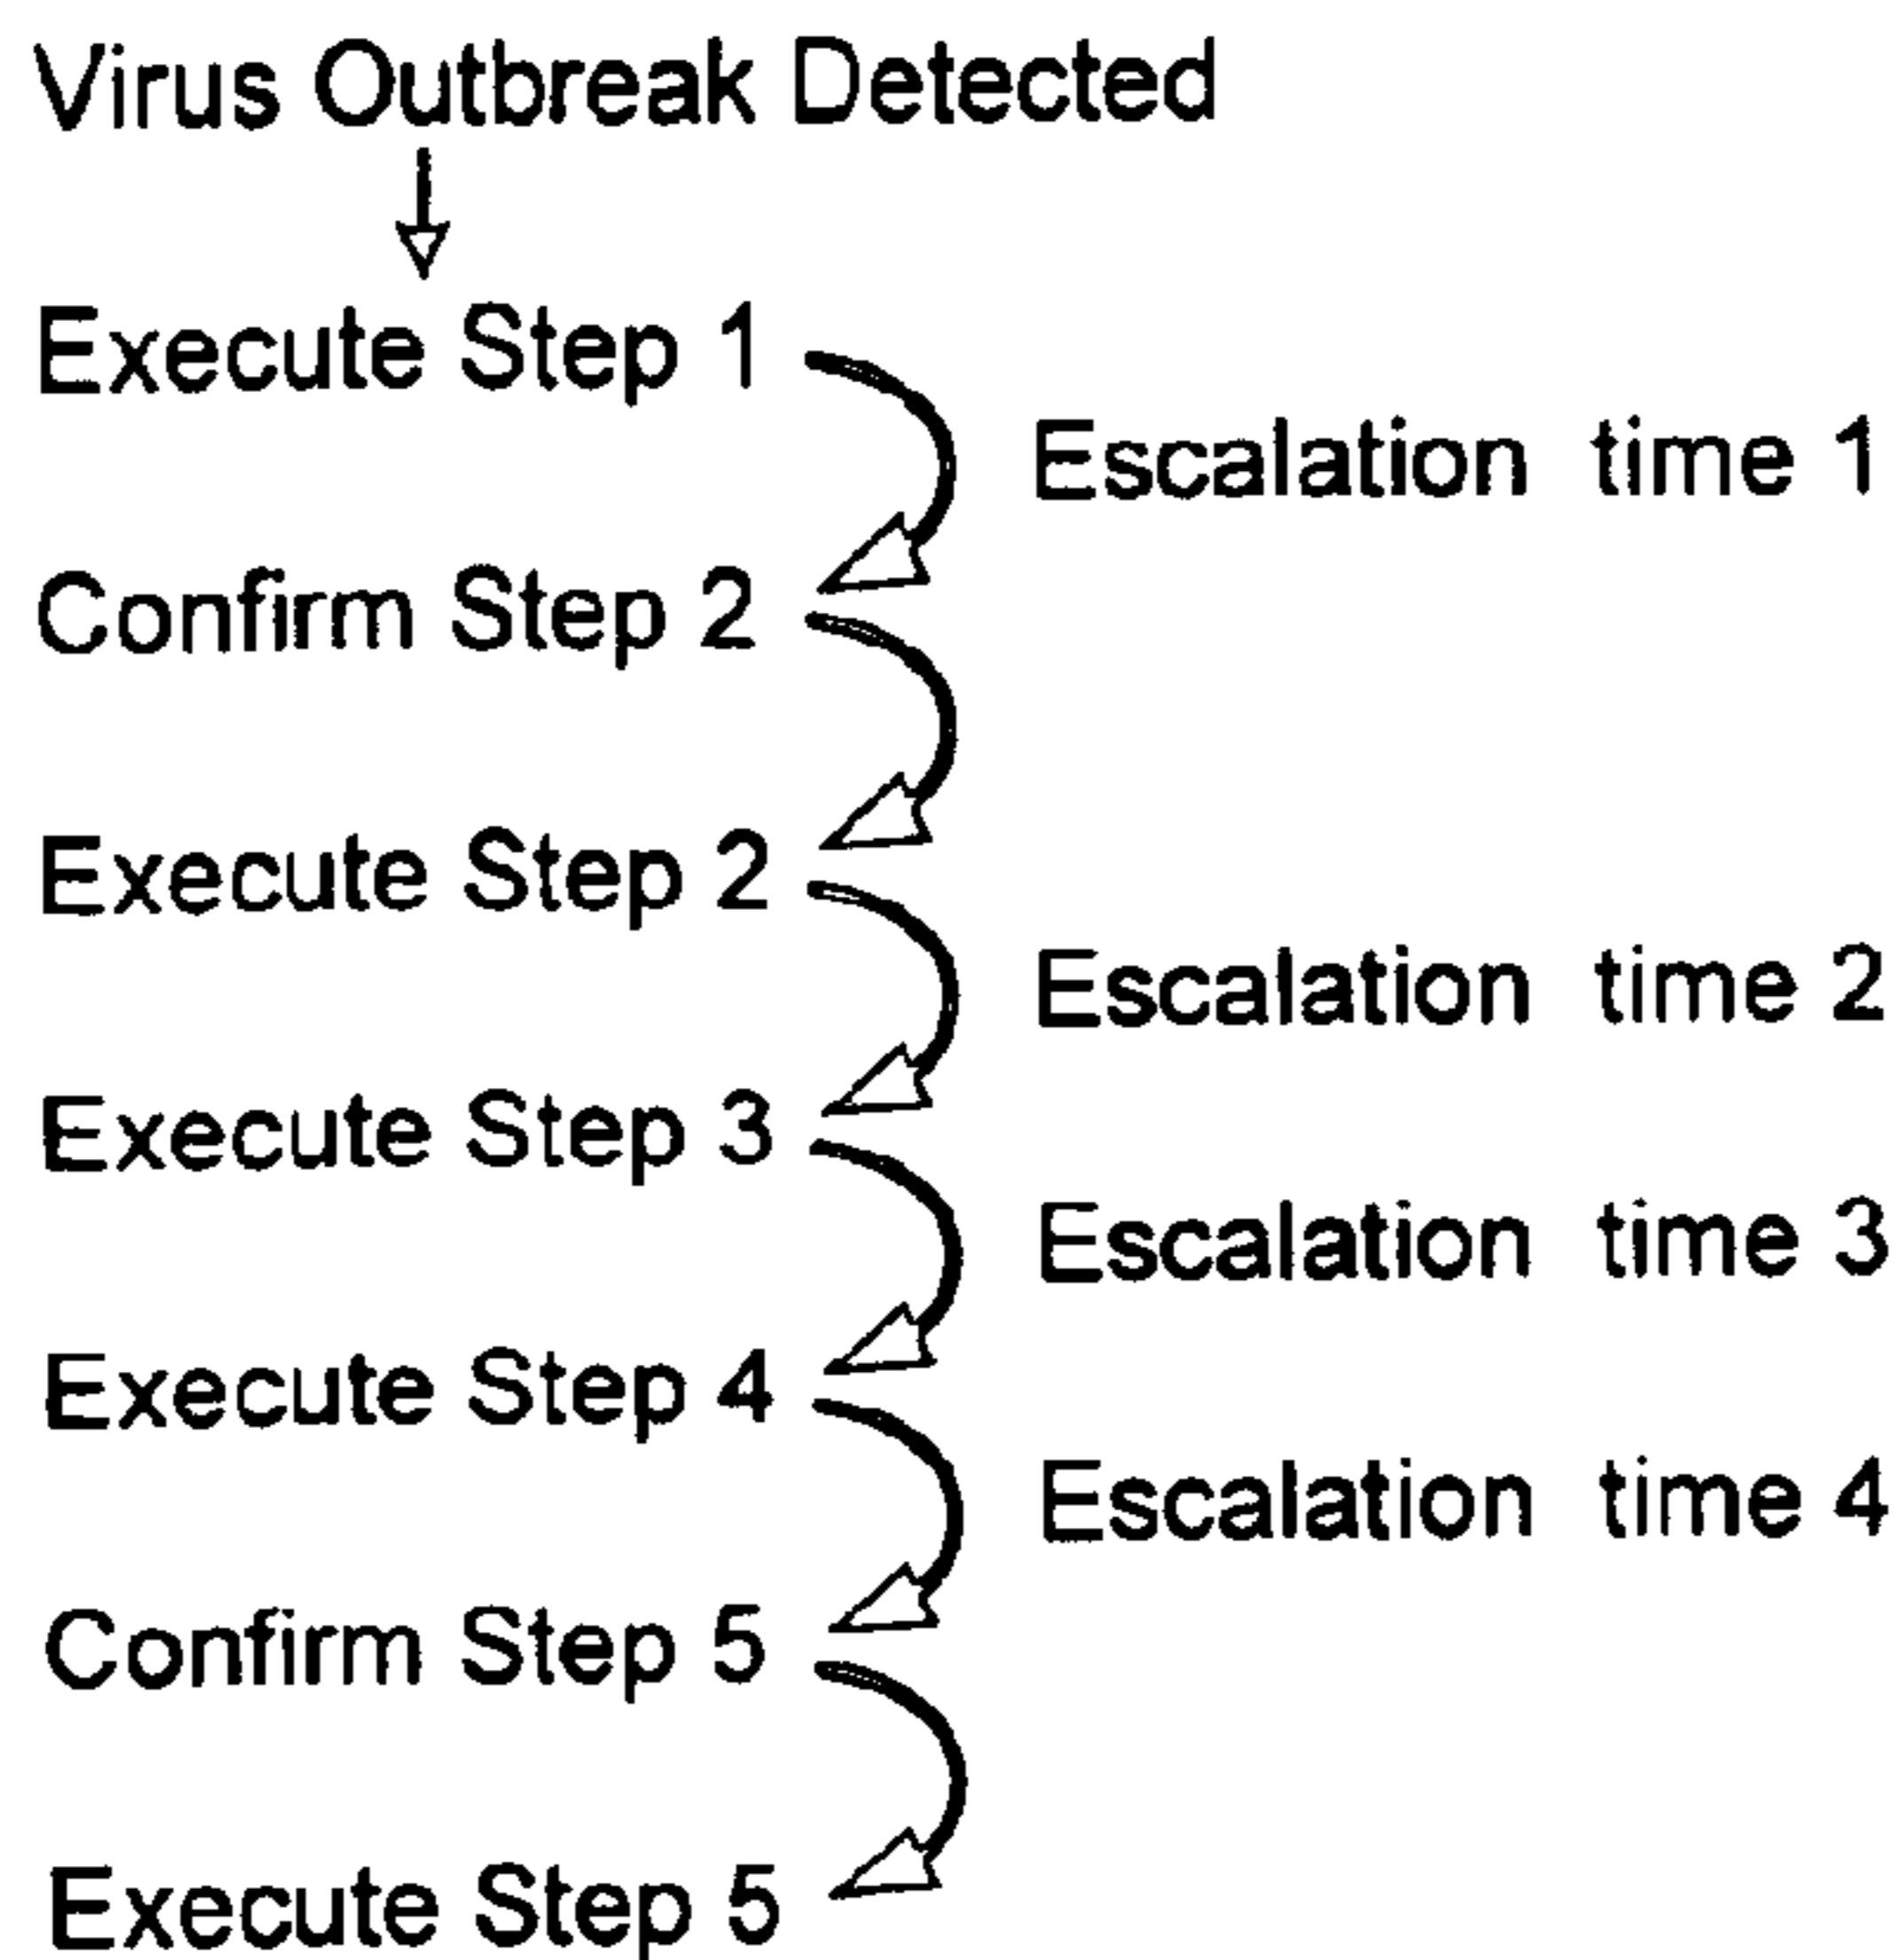 Virus Outbreak Detected
Execute Step 1
Escalation time 1
Confirm Step 2
Execute Step 2
Escalation time 2
Execute Step 3
Escalation time 3
Execute Step 4
Escalation time 4
Confirm Step 5
Execute Step 5